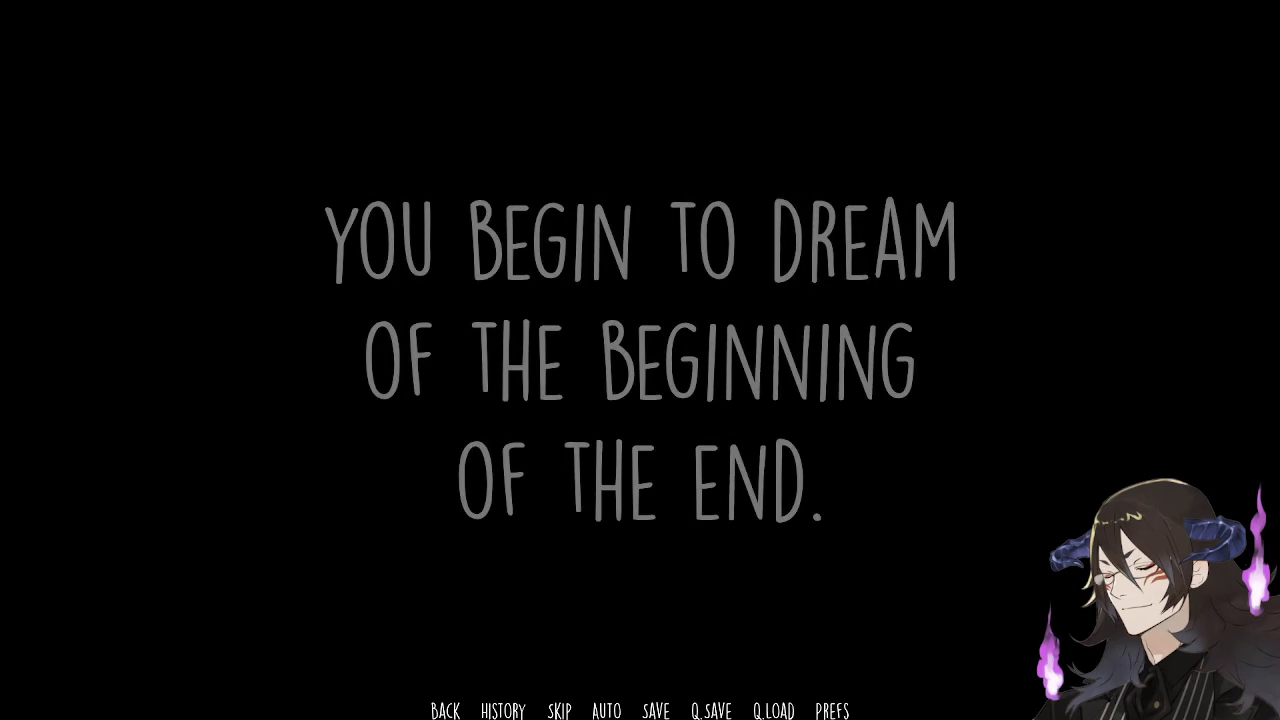 YOU BEGIN TO DREAM
OF THE BEGINNING
OF THE END.
BACK HISTORY SKIP AUTO SAVE Q.SAVE Q.LOAD PREFS